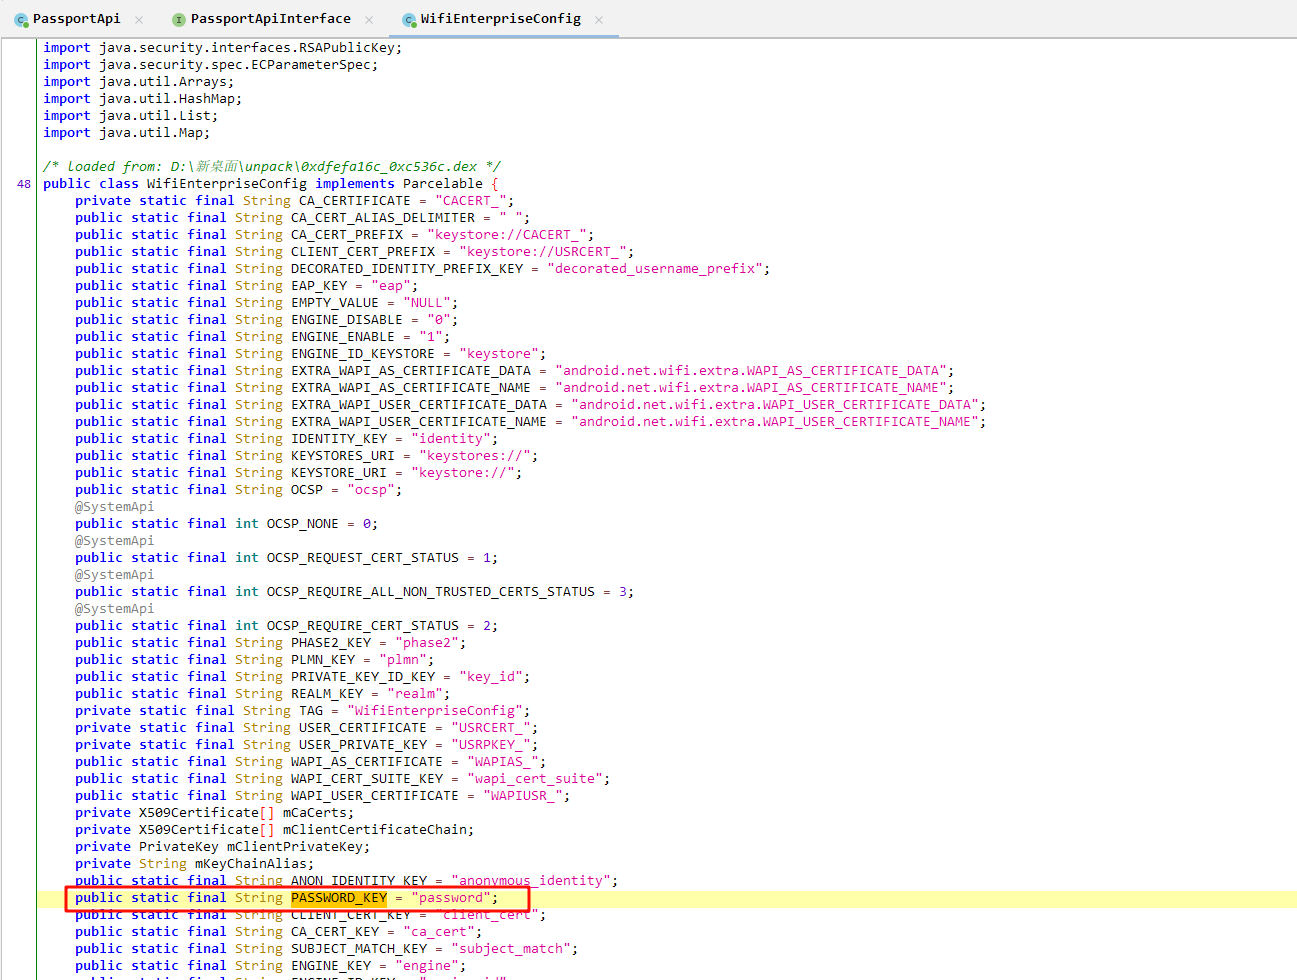 PassportApi × PassportApiInterface × WifiEnterpriseConfig ×
import java.security.interfaces.RSAPublicKey;
import java.security.spec.ECParameterSpec;
import java.util.Arrays;
import java.util.HashMap;
import java.util.List;
import java.util.Map;
/* loaded from: D:\新桌面\unpack\0xdfefa16c_0xc536c.dex */
48 public class WifiEnterpriseConfig implements Parcelable {
private static final String CA_CERTIFICATE = "CACERT_";
public static final String CA_CERT_ALIAS_DELIMITER = " ";
public static final String CA_CERT_PREFIX = "keystore://CACERT_";
public static final String CLIENT_CERT_PREFIX = "keystore://USRCERT_";
public static final String DECORATED_IDENTITY_PREFIX_KEY = "decorated_username_prefix";
public static final String EAP_KEY = "eap";
public static final String EMPTY_VALUE = "NULL";
public static final String ENGINE_DISABLE = "0";
public static final String ENGINE_ENABLE = "1";
public static final String ENGINE_ID_KEYSTORE = "keystore";
public static final String EXTRA_WAPI_AS_CERTIFICATE_DATA = "android.net.wifi.extra.WAPI_AS_CERTIFICATE_DATA";
public static final String EXTRA_WAPI_AS_CERTIFICATE_NAME = "android.net.wifi.extra.WAPI_AS_CERTIFICATE_NAME";
public static final String EXTRA_WAPI_USER_CERTIFICATE_DATA = "android.net.wifi.extra.WAPI_USER_CERTIFICATE_DATA";
public static final String EXTRA_WAPI_USER_CERTIFICATE_NAME = "android.net.wifi.extra.WAPI_USER_CERTIFICATE_NAME";
public static final String IDENTITY_KEY = "identity";
public static final String KEYSTORES_URI = "keystores://";
public static final String KEYSTORE_URI = "keystore://";
public static final String OCSP = "ocsp";
@SystemApi
public static final int OCSP_NONE = 0;
@SystemApi
public static final int OCSP_REQUEST_CERT_STATUS = 1;
@SystemApi
public static final int OCSP_REQUIRE_ALL_NON_TRUSTED_CERTS_STATUS = 3;
@SystemApi
public static final int OCSP_REQUIRE_CERT_STATUS = 2;
public static final String PHASE2_KEY = "phase2";
public static final String PLMN_KEY = "plmn";
public static final String PRIVATE_KEY_ID_KEY = "key_id";
public static final String REALM_KEY = "realm";
private static final String TAG = "WifiEnterpriseConfig";
public static final String USER_CERTIFICATE = "USRCERT_";
public static final String USER_PRIVATE_KEY = "USRPKEY_";
public static final String WAPI_AS_CERTIFICATE = "WAPIAS_";
public static final String WAPI_CERT_SUITE_KEY = "wapi_cert_suite";
public static final String WAPI_USER_CERTIFICATE = "WAPIUSR_";
private X509Certificate[] mCaCerts;
private X509Certificate[] mClientCertificateChain;
private PrivateKey mClientPrivateKey;
private String mKeyChainAlias;
public static final String ANON_IDENTITY_KEY = "anonymous_identity";
public static final String PASSWORD_KEY = "password";
public static final String CLIENT_CERT_KEY = "client_cert";
public static final String CA_CERT_KEY = "ca_cert";
public static final String SUBJECT_MATCH_KEY = "subject_match";
public static final String ENGINE_KEY = "engine";